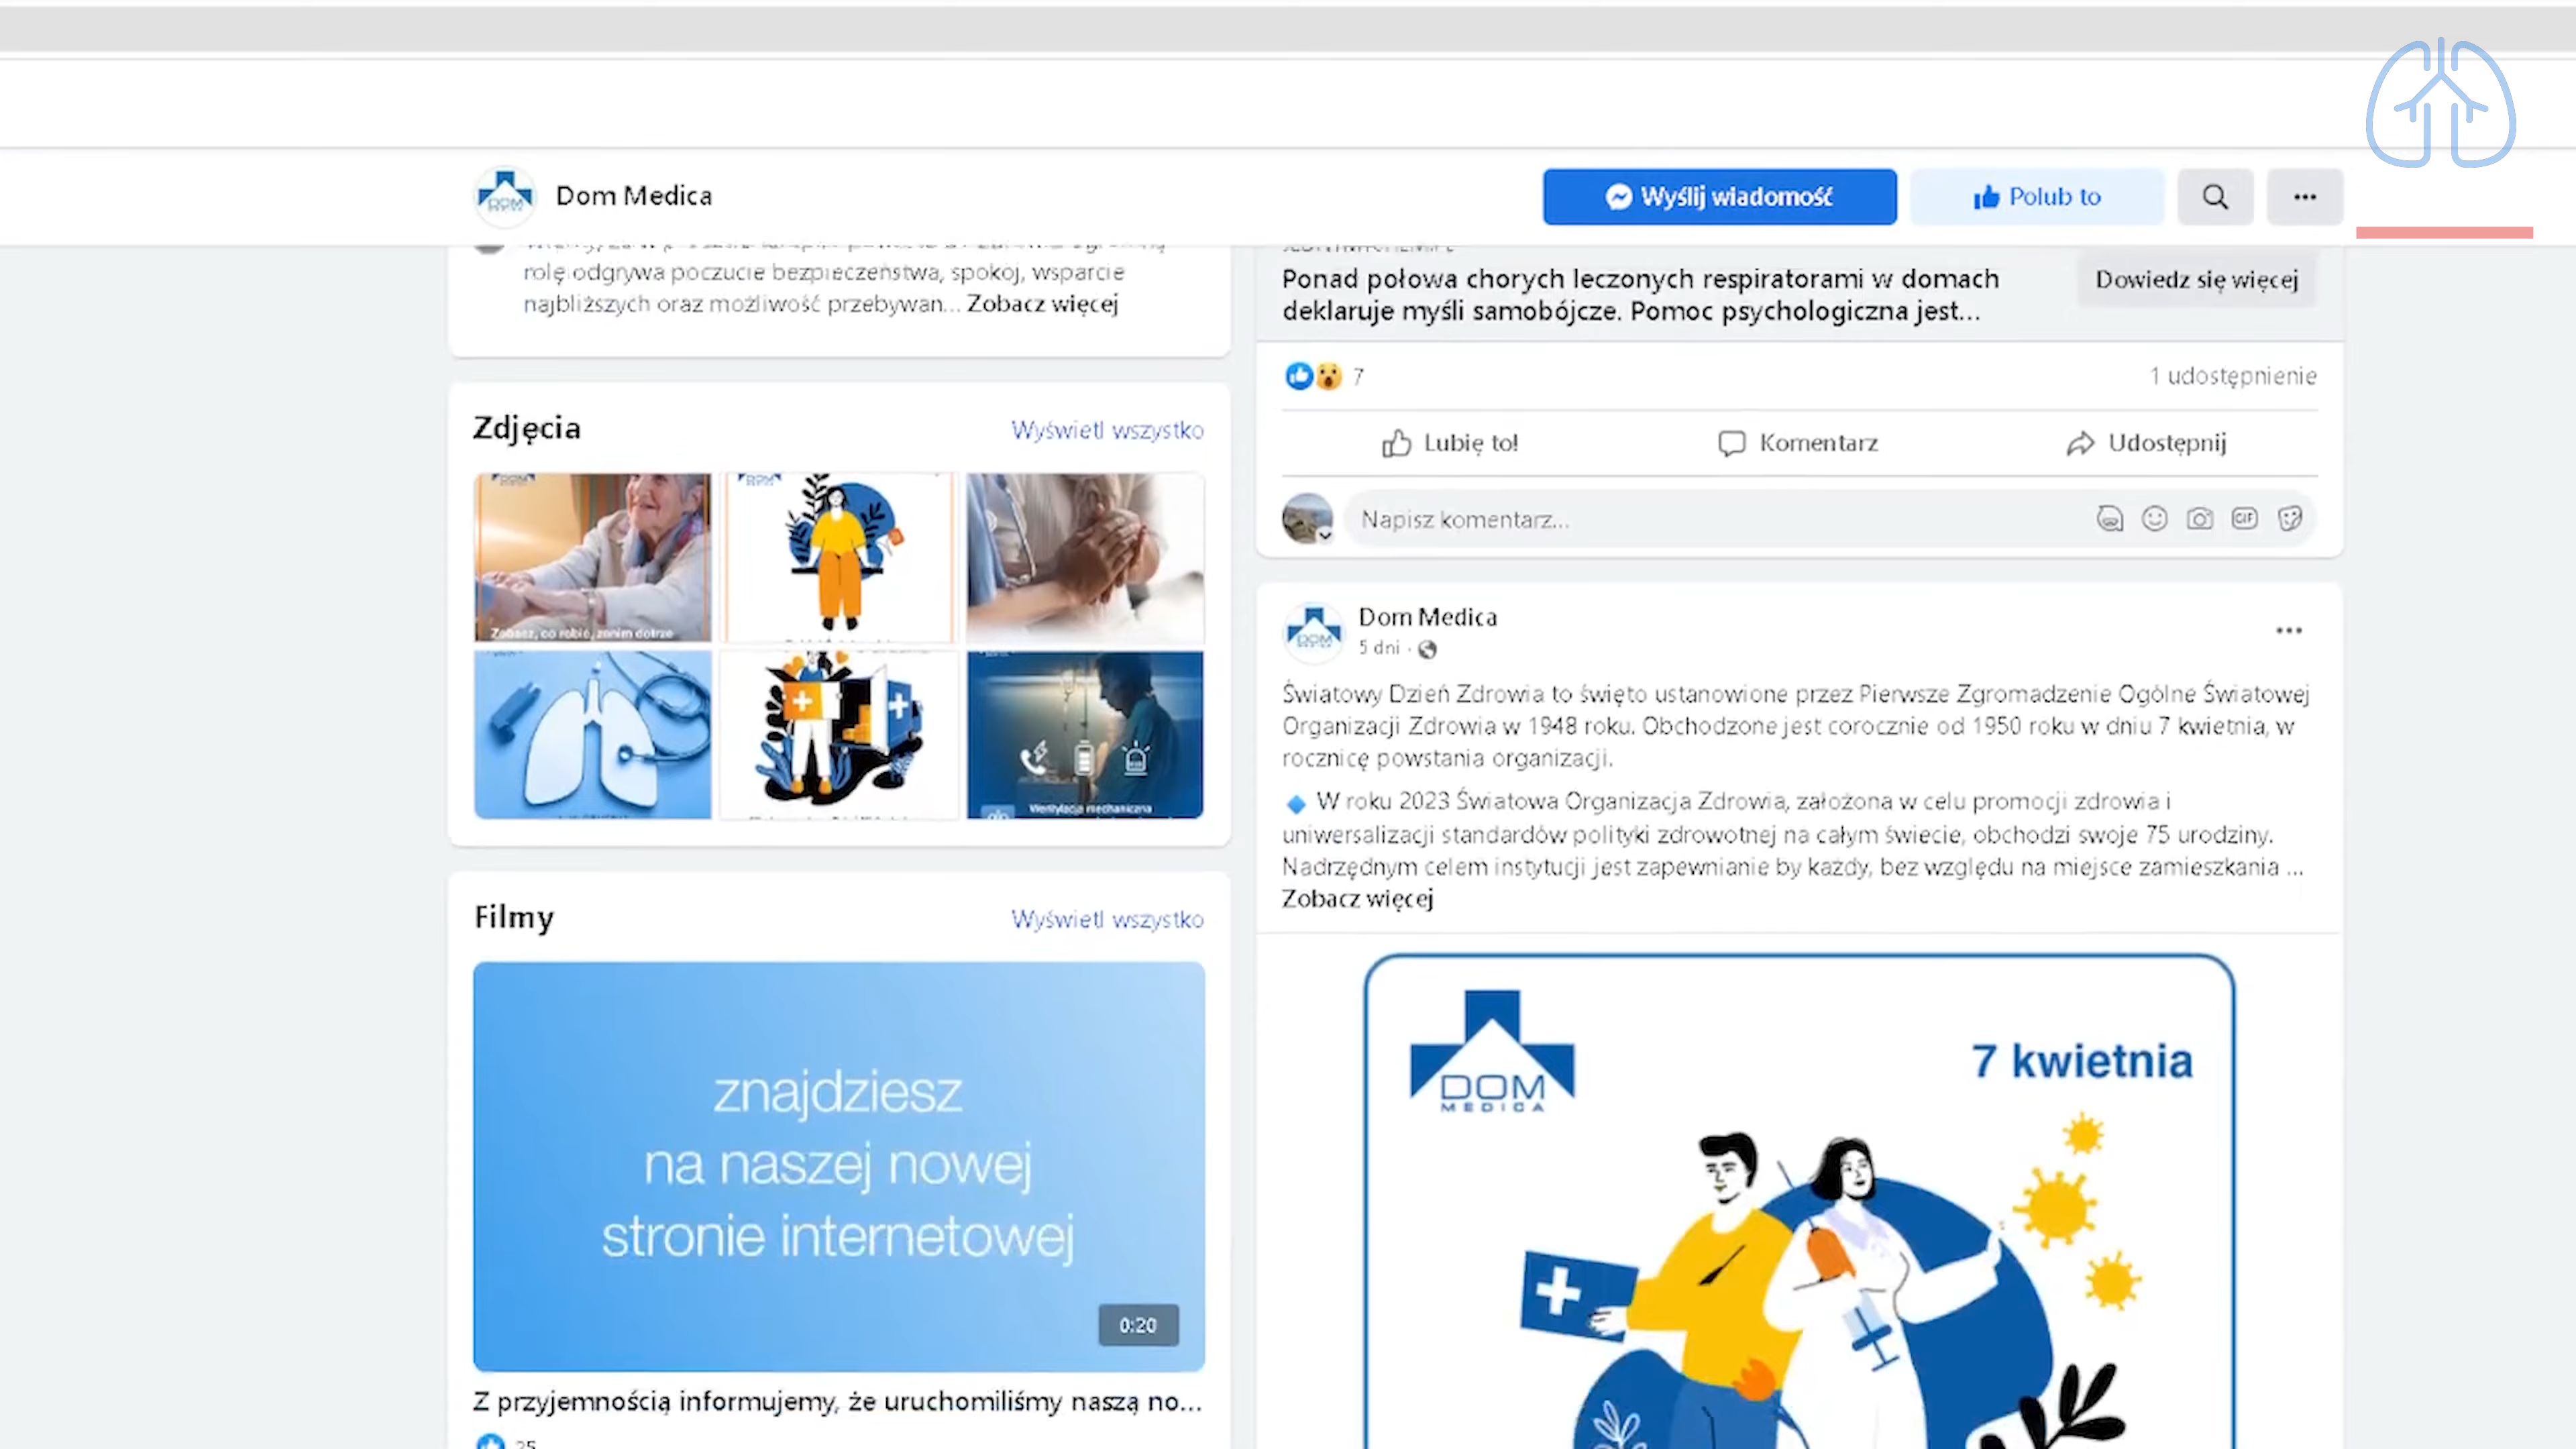 Dom Medica
Wyślij wiadomość
Polub to
rolę odgrywa poczucie bezpieczeństwa, spokój, wsparcie
najbliższych oraz możliwość przebywan... Zobacz więcej
Zdjęcia
Wyświetl wszystko
Zobacz, co robić, zanim dotrze
Wentylacja mechaniczna
Filmy
Wyświetl wszystko
znajdziesz
na naszej nowej
stronie internetowej
0:20
Z przyjemnością informujemy, że uruchomiliśmy naszą no...
25
Ponad połowa chorych leczonych respiratorami w domach
deklaruje myśli samobójcze. Pomoc psychologiczna jest...
Dowiedz się więcej
7
1 udostępnienie
Lubię to!
Komentarz
Udostępnij
Napisz komentarz...
GIF
Dom Medica
5 dni
Światowy Dzień Zdrowia to święto ustanowione przez Pierwsze Zgromadzenie Ogólne Światowej
Organizacji Zdrowia w 1948 roku. Obchodzone jest corocznie od 1950 roku w dniu 7 kwietnia, w
rocznicę powstania organizacji.
W roku 2023 Światowa Organizacja Zdrowia, założona w celu promocji zdrowia i
uniwersalizacji standardów polityki zdrowotnej na całym świecie, obchodzi swoje 75 urodziny.
Nadrzędnym celem instytucji jest zapewnianie by każdy, bez względu na miejsce zamieszkania ...
Zobacz więcej
DOM
MEDICA
7 kwietnia